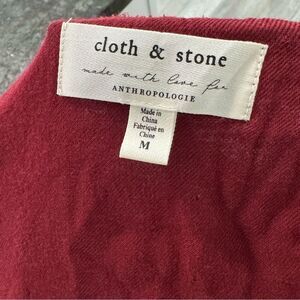 cloth & stone
made with love for
ANTHROPOLOGIE
Made in
China
Fabriqué en
Chine
M